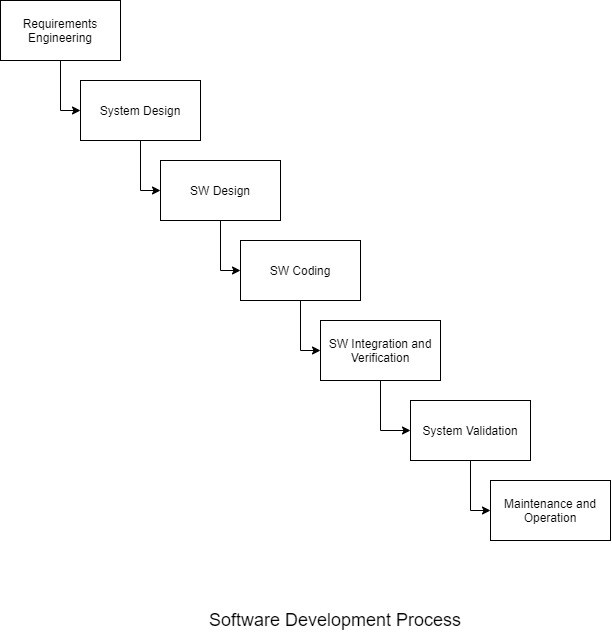 Requirements
Engineering
System Design
SW Design
SW Coding
SW Integration and
Verification
System Validation
Maintenance and
Operation
Software Development Process